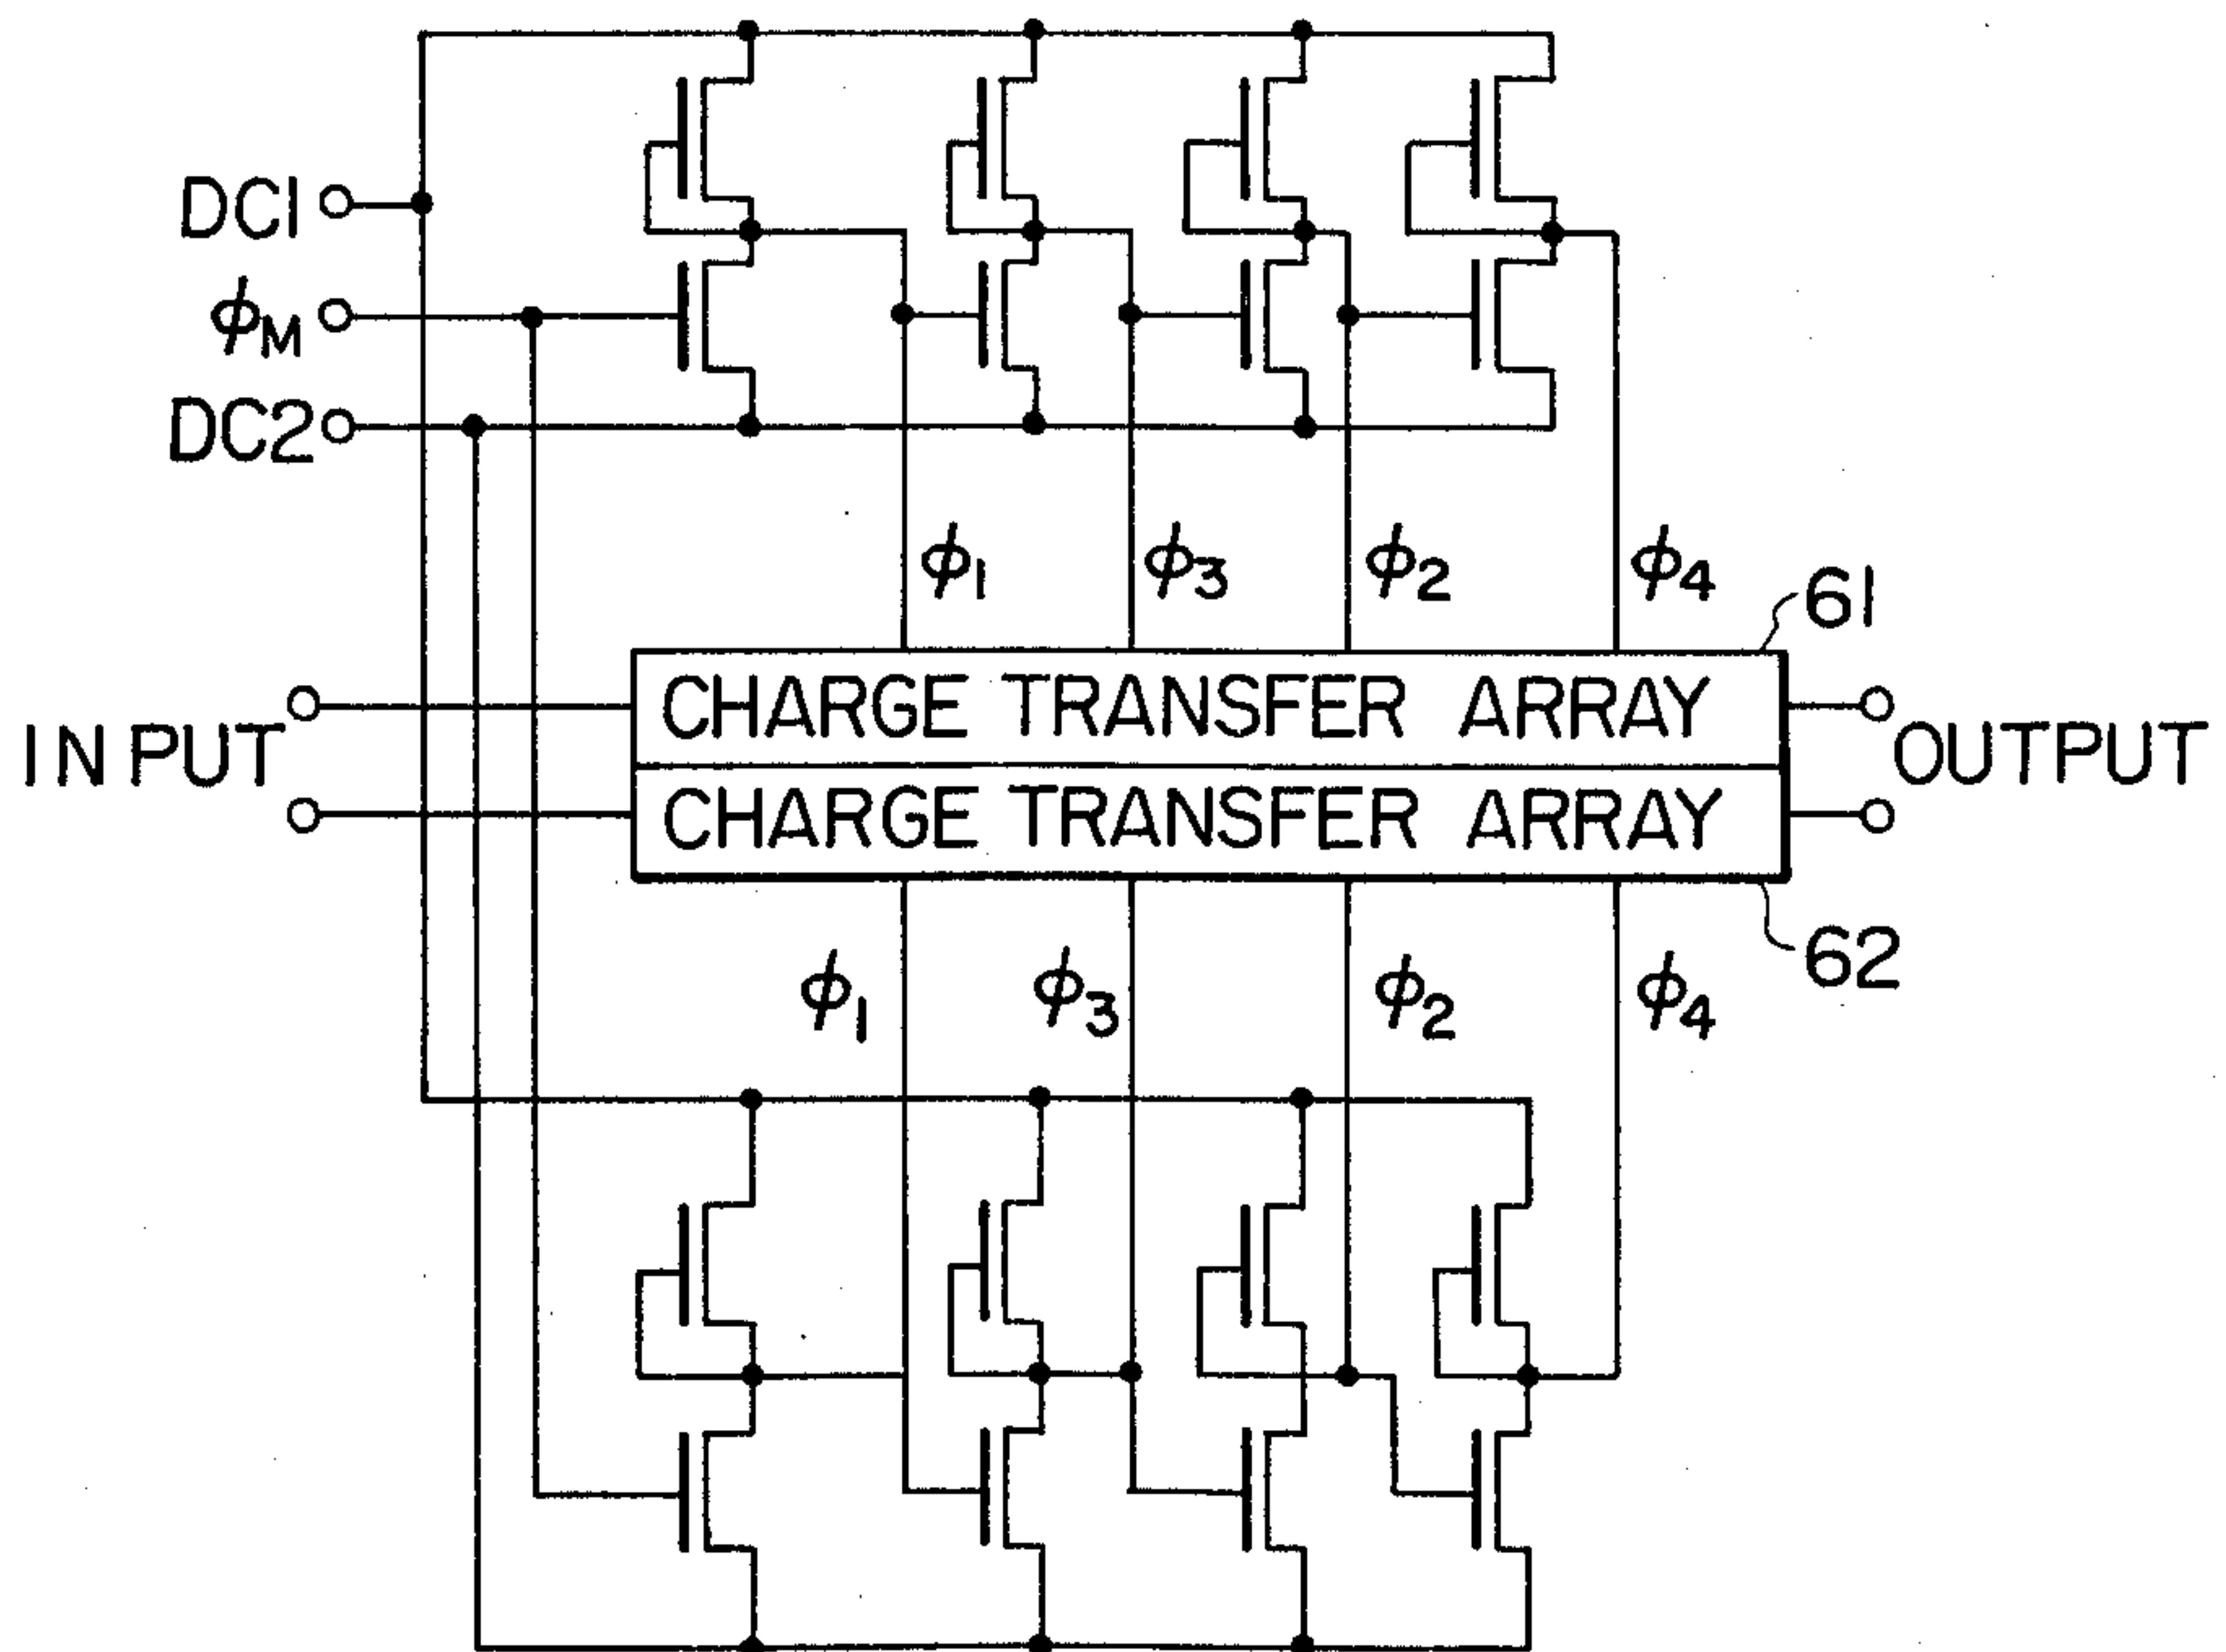 DC1
ϕM
DC2
ϕ1 ϕ3 ϕ2 ϕ4
61
CHARGE TRANSFER ARRAY
INPUT
OUTPUT
CHARGE TRANSFER ARRAY
62
ϕ1 ϕ3 ϕ2 ϕ4